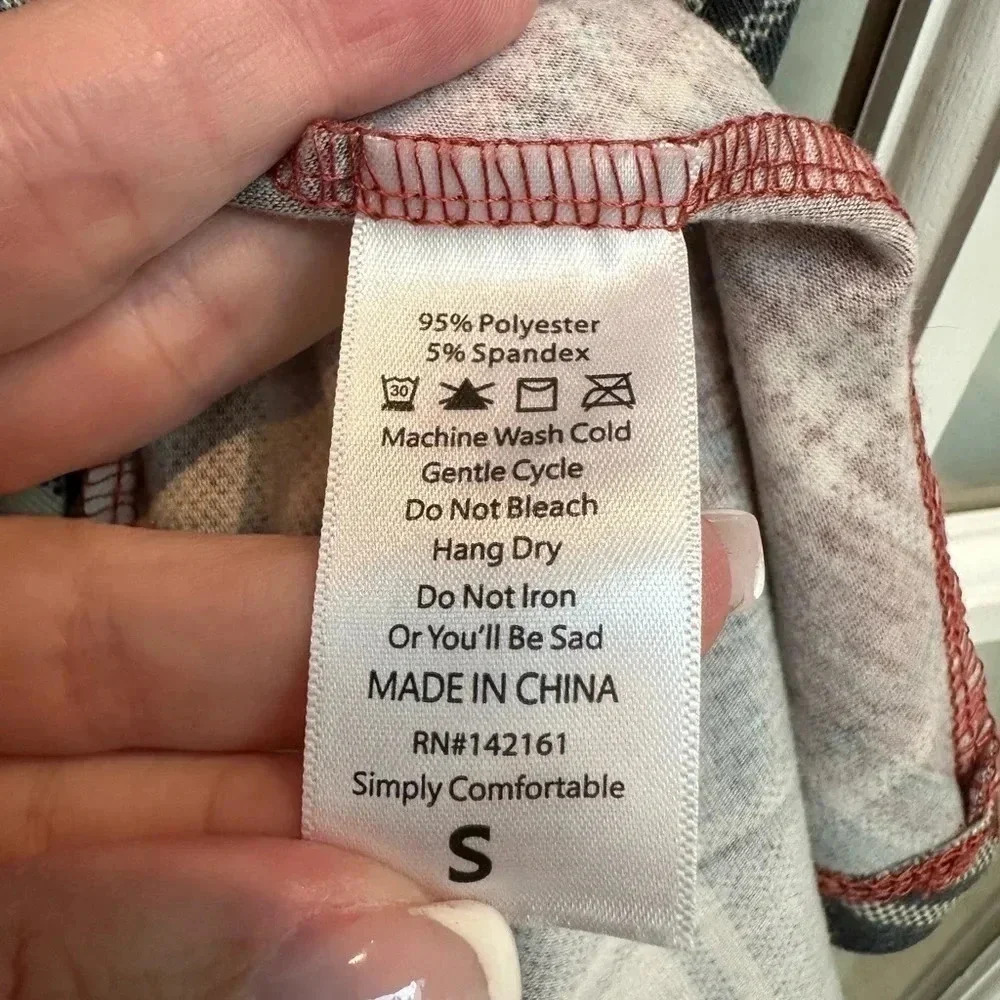 95% Polyester
5% Spandex
30
Machine Wash Cold
Gentle Cycle
Do Not Bleach
Hang Dry
Do Not Iron
Or You'll Be Sad
MADE IN CHINA
RN#142161
Simply Comfortable
S